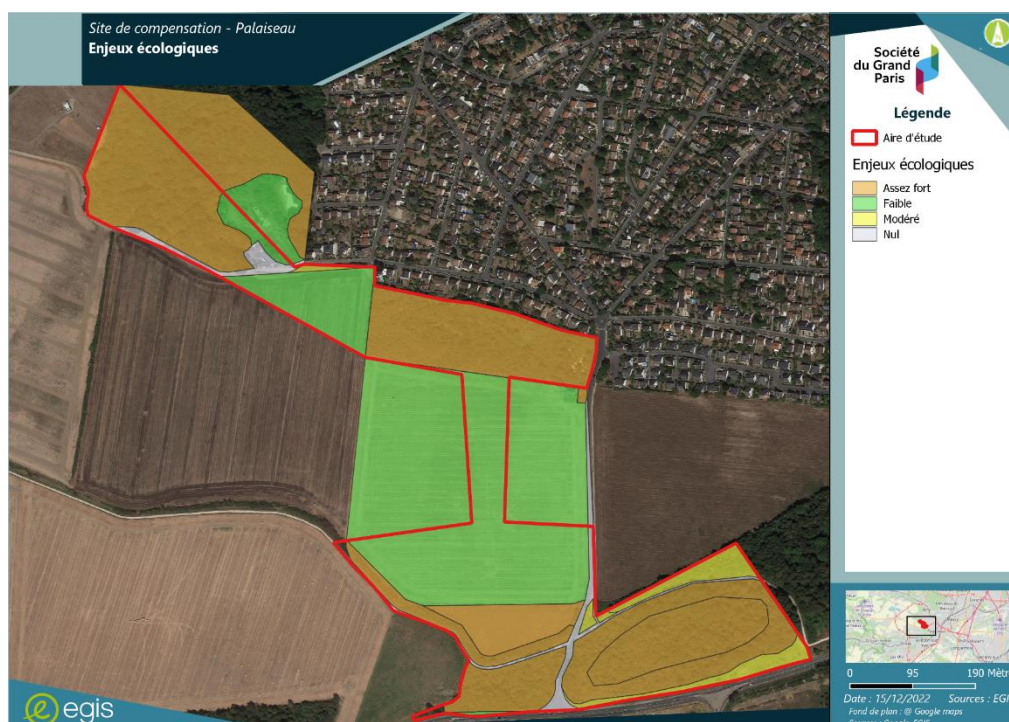 Site de compensation - Palaiseau
Enjeux écologiques
Société
du Grand
Paris
Légende
Aire d'étude
Enjeux écologiques
Assez fort
Faible
Modéré
Nul
0 95 190 Mètr
Date : 15/12/2022 Sources : EGI
Fond de plan : @ Google maps
egis